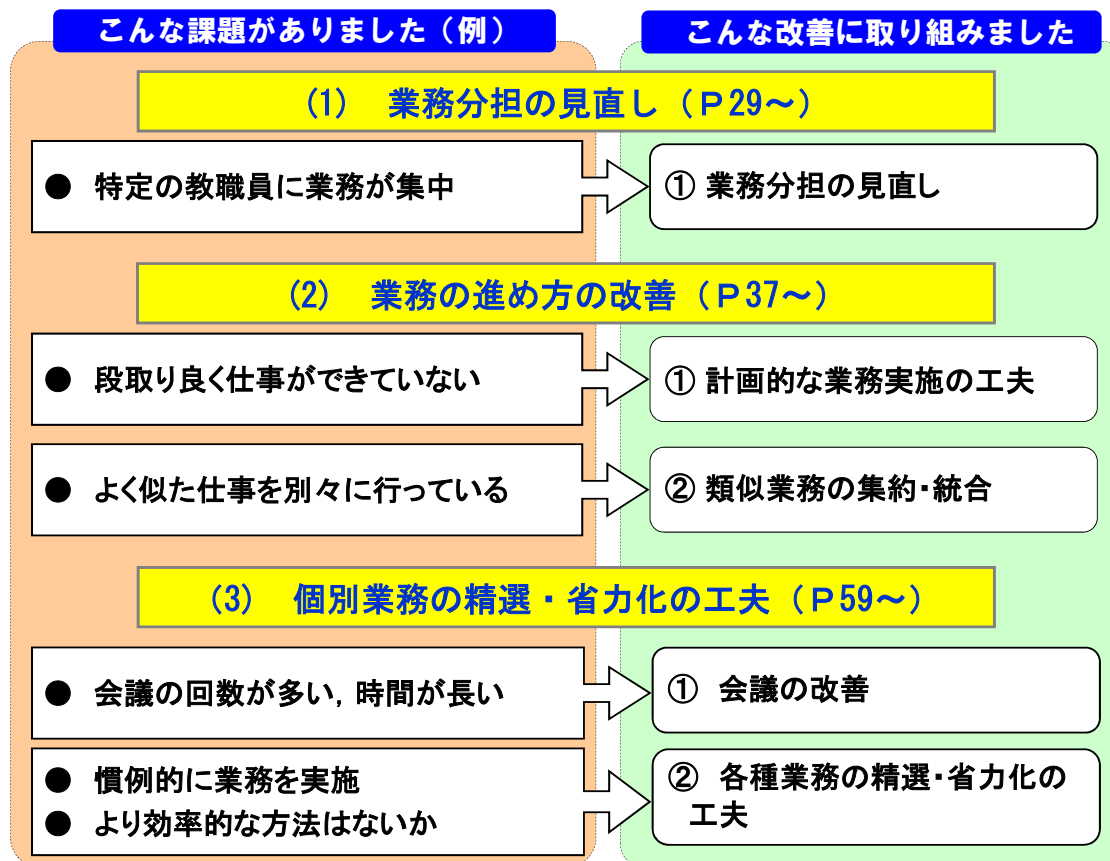 こんな課題がありました（例）
こんな改善に取り組みました
(1)　業務分担の見直し（Ｐ29～）
●　特定の教職員に業務が集中
① 業務分担の見直し
(2)　業務の進め方の改善（Ｐ37～）
●　段取り良く仕事ができていない
① 計画的な業務実施の工夫
●　よく似た仕事を別々に行っている
② 類似業務の集約・統合
(3)　個別業務の精選・省力化の工夫（Ｐ59～）
●　会議の回数が多い，時間が長い
①　会議の改善
●　慣例的に業務を実施
●　より効率的な方法はないか
②　各種業務の精選・省力化の
工夫